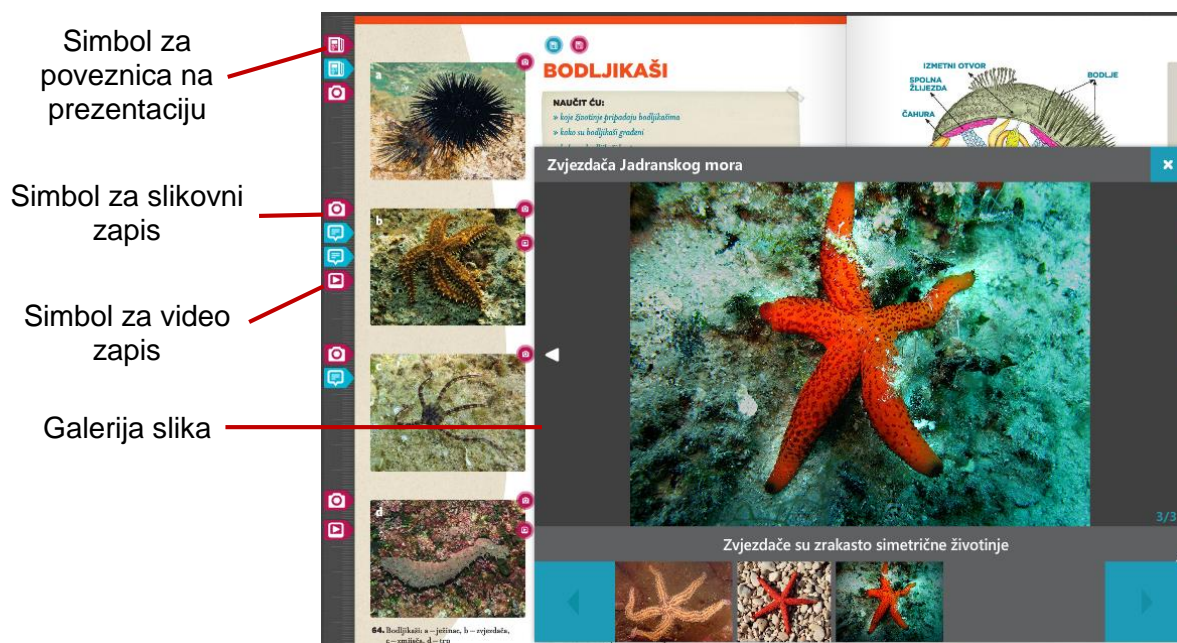 Simbol za
poveznica na
prezentaciju
Simbol za slikovni
zapis
Simbol za video
zapis
Galerija slika
a
b
c
d
64. Bodljikaši: a – ježinac, b – zvjezdača,
c – zmijača, d – trp
BODLJIKAŠI
NAUČIT ĆU:
» koje životinje pripadaju bodljikašima
» kako su bodljikaši građeni
IZMETNI OTVOR
SPOLNA
ŽLIJEZDA
ČAHURA
BODLJE
Zvjezdača Jadranskog mora
3/3
Zvjezdače su zrakasto simetrične životinje